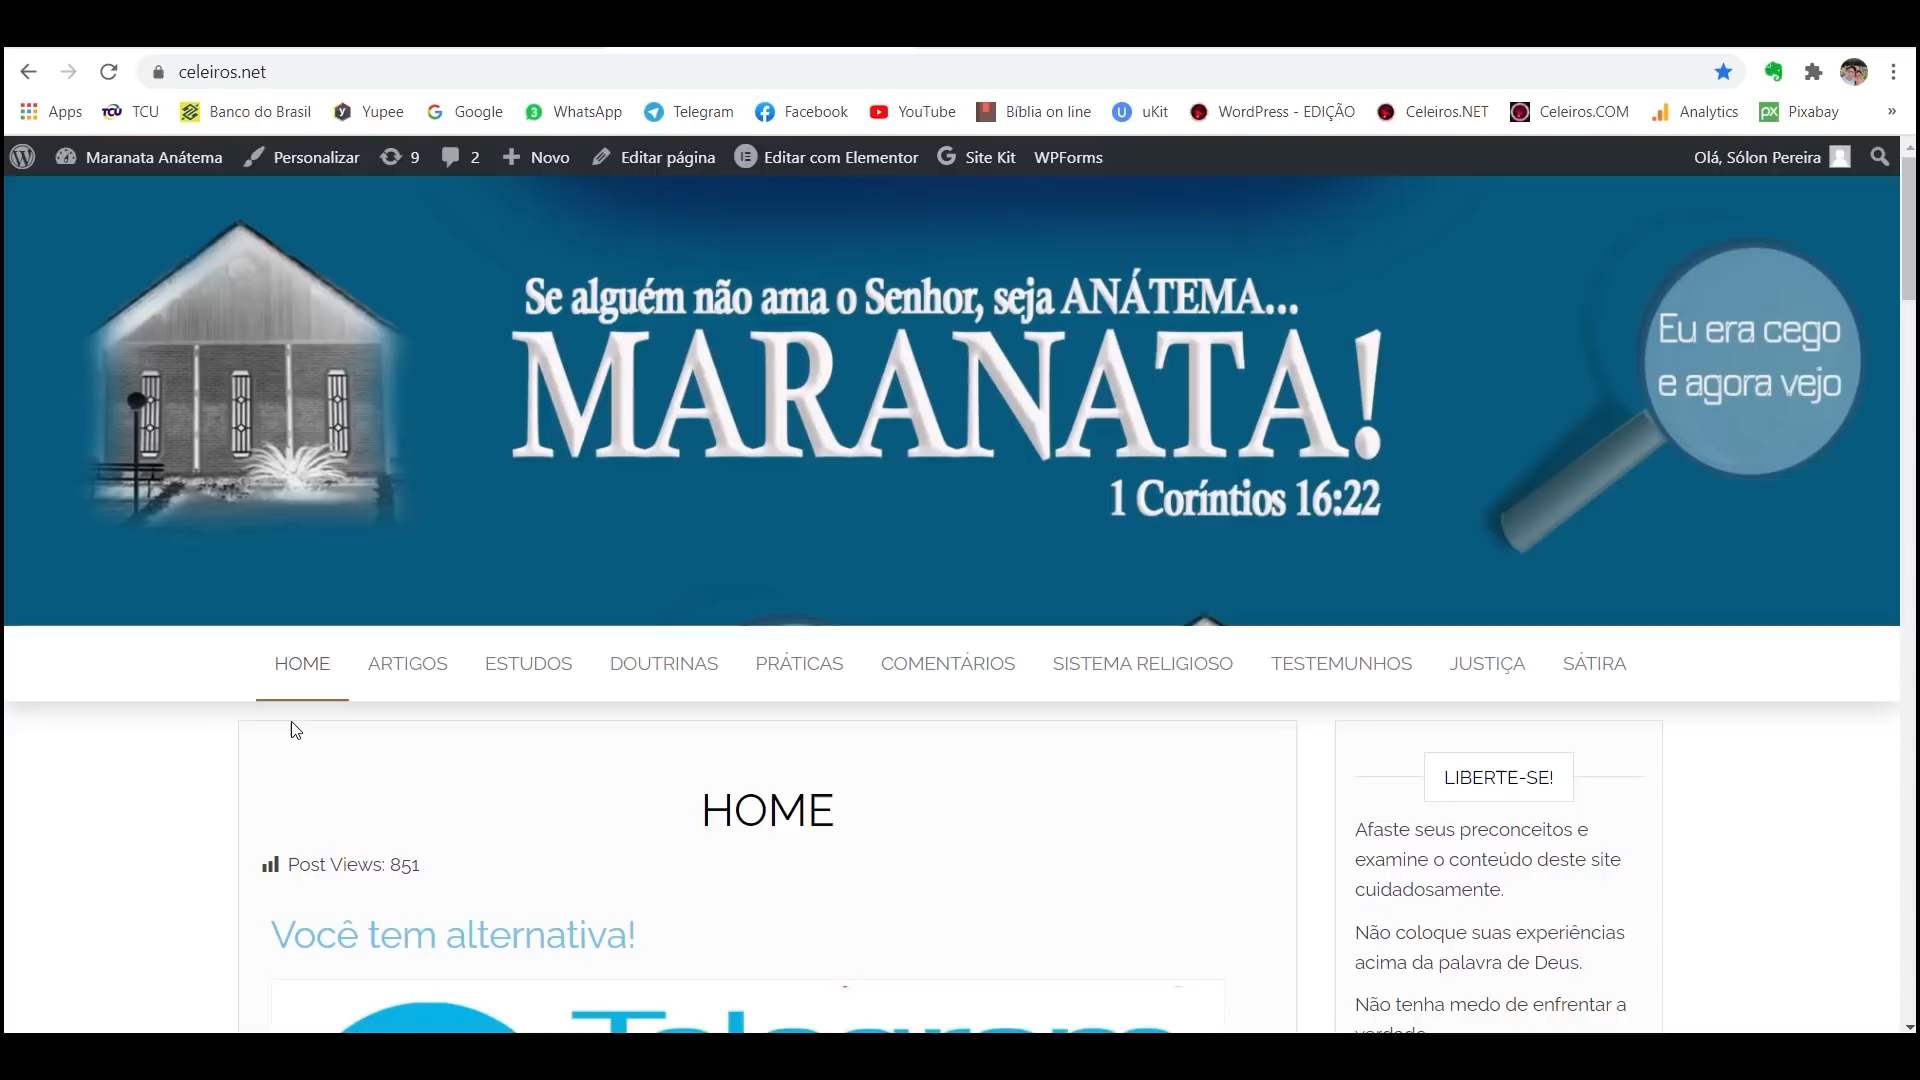 celeiros.net
Apps TCU Banco do Brasil Yupee Google WhatsApp Telegram Facebook YouTube Bíblia on line uKit WordPress - EDIÇÃO Celeiros.NET Celeiros.COM Analytics Pixabay »
Maranata Anátema Personalizar 9 2 Novo Editar página Editar com Elementor Site Kit WPForms Olá, Sólon Pereira
Se alguém não ama o Senhor, seja ANÁTEMA...
MARANATA!
1 Coríntios 16:22
Eu era cego
e agora vejo
HOME ARTIGOS ESTUDOS DOUTRINAS PRÁTICAS COMENTÁRIOS SISTEMA RELIGIOSO TESTEMUNHOS JUSTIÇA SÁTIRA
HOME
Post Views: 851
Você tem alternativa!
Telegram
LIBERTE-SE!
Afaste seus preconceitos e
examine o conteúdo deste site
cuidadosamente.
Não coloque suas experiências
acima da palavra de Deus.
Não tenha medo de enfrentar a
verdade